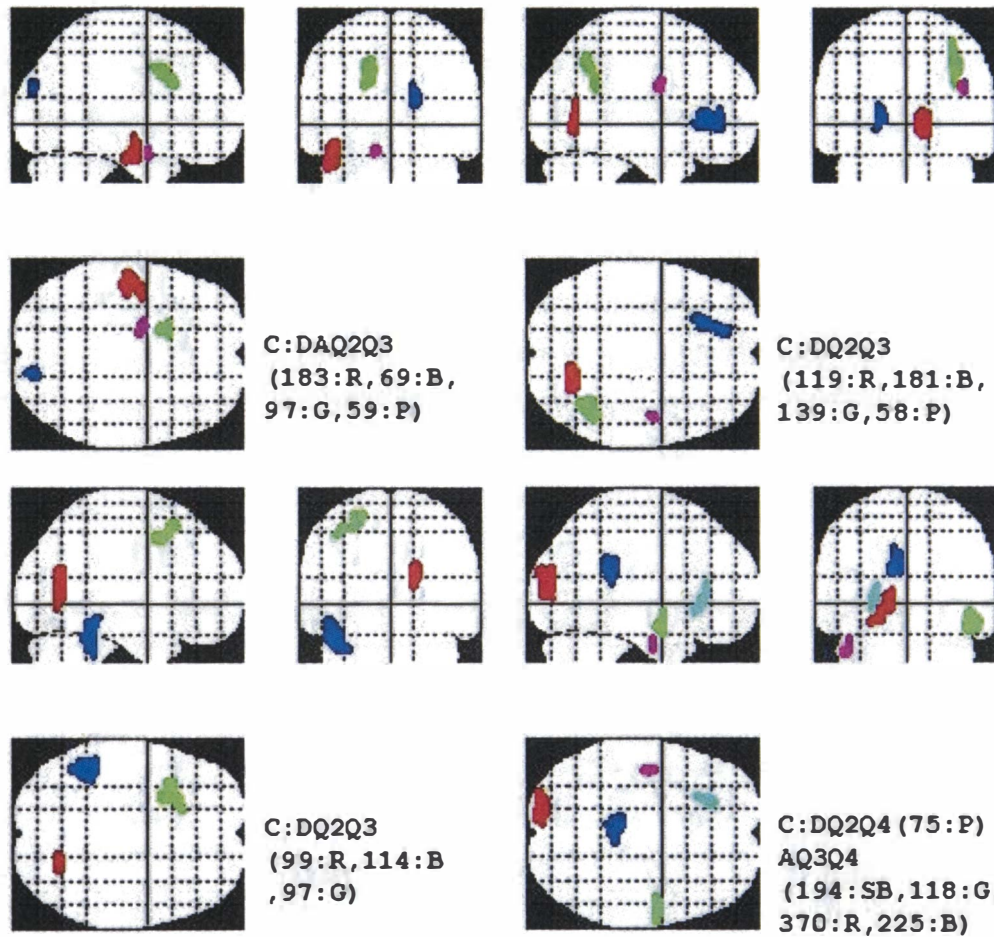 C:DAQ2Q3
(183:R,69:B,
97:G,59:P)
C:DQ2Q3
(119:R,181:B,
139:G,58:P)
C:DQ2Q3
(99:R,114:B
,97:G)
C:DQ2Q4(75:P)
AQ3Q4
(194:SB,118:G
370:R,225:B)